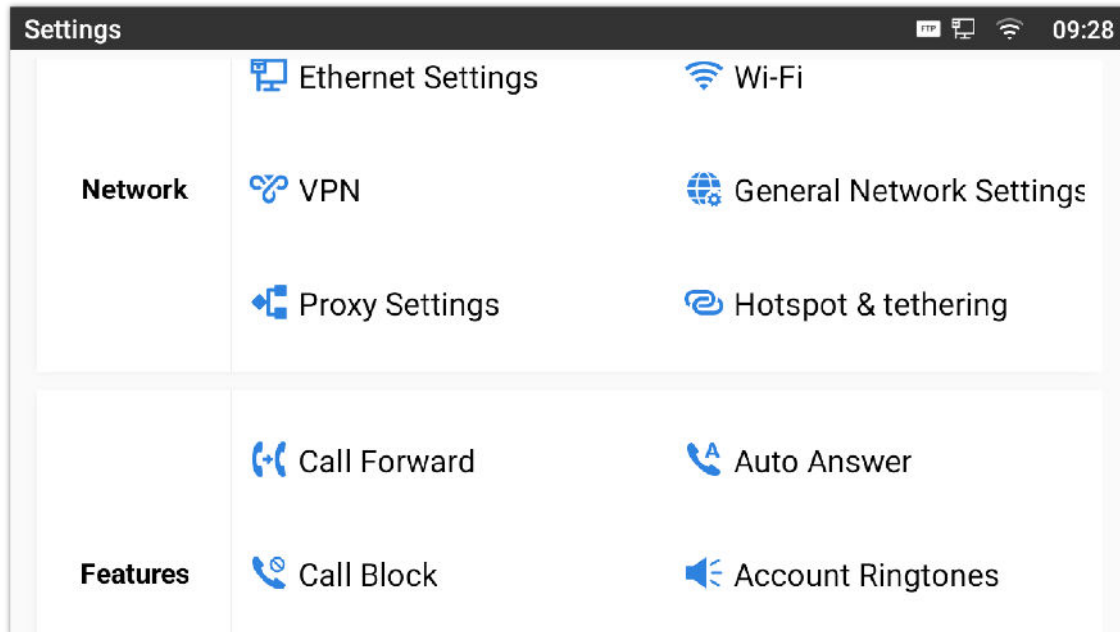 Settings
FTP
09:28
Ethernet Settings
Wi-Fi
Network
VPN
General Network Settings
Proxy Settings
Hotspot & tethering
Call Forward
A
Auto Answer
Features
Call Block
Account Ringtones